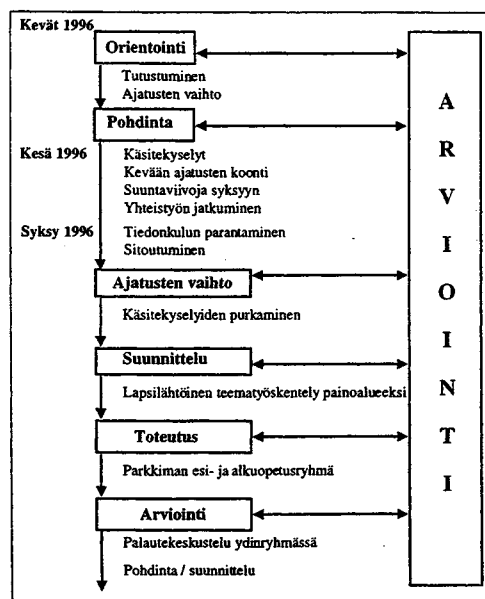 Kevät 1996
Orientointi
Tutustuminen
Ajatusten vaihto
Pohdinta
Kesä 1996
Käsitekyselyt
Kevään ajatusten koonti
Suuntaviivoja syksyyn
Yhteistyön jatkuminen
Syksy 1996
Tiedonkulun parantaminen
Sitoutuminen
Ajatusten vaihto
Käsitekyselyiden purkaminen
Suunnittelu
Lapsilähtöinen teematyöskentely painoalueeksi
Toteutus
Parkkiman esi- ja alkuopetusryhmä
Arviointi
Palautekeskustelu ydinryhmässä
Pohdinta / suunnittelu
A
R
V
I
O
I
N
T
I